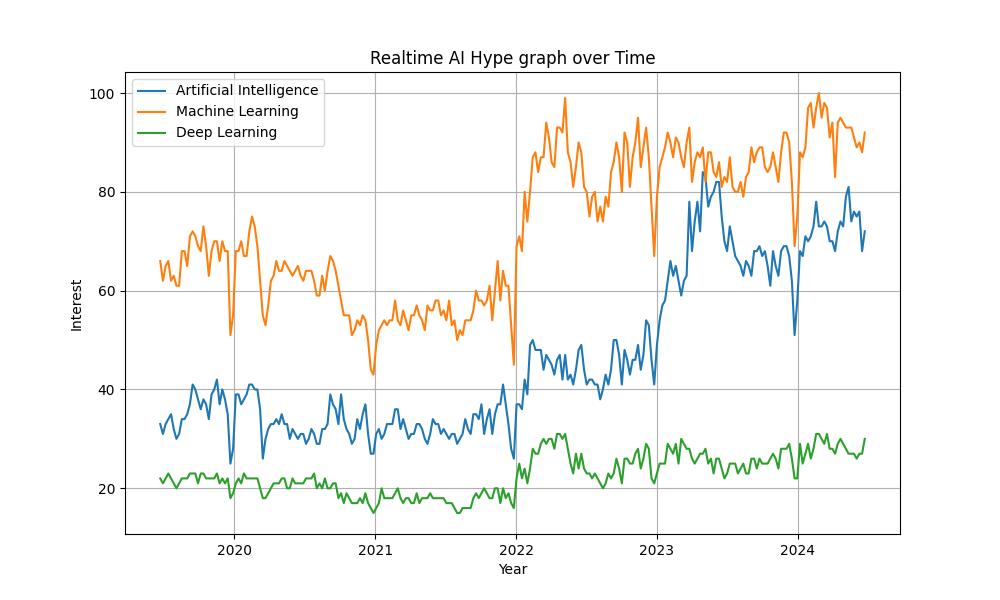 Realtime AI Hype graph over Time
Artificial Intelligence
Machine Learning
Deep Learning
100
80
60
40
20
Interest
2020 2021 2022 2023 2024
Year